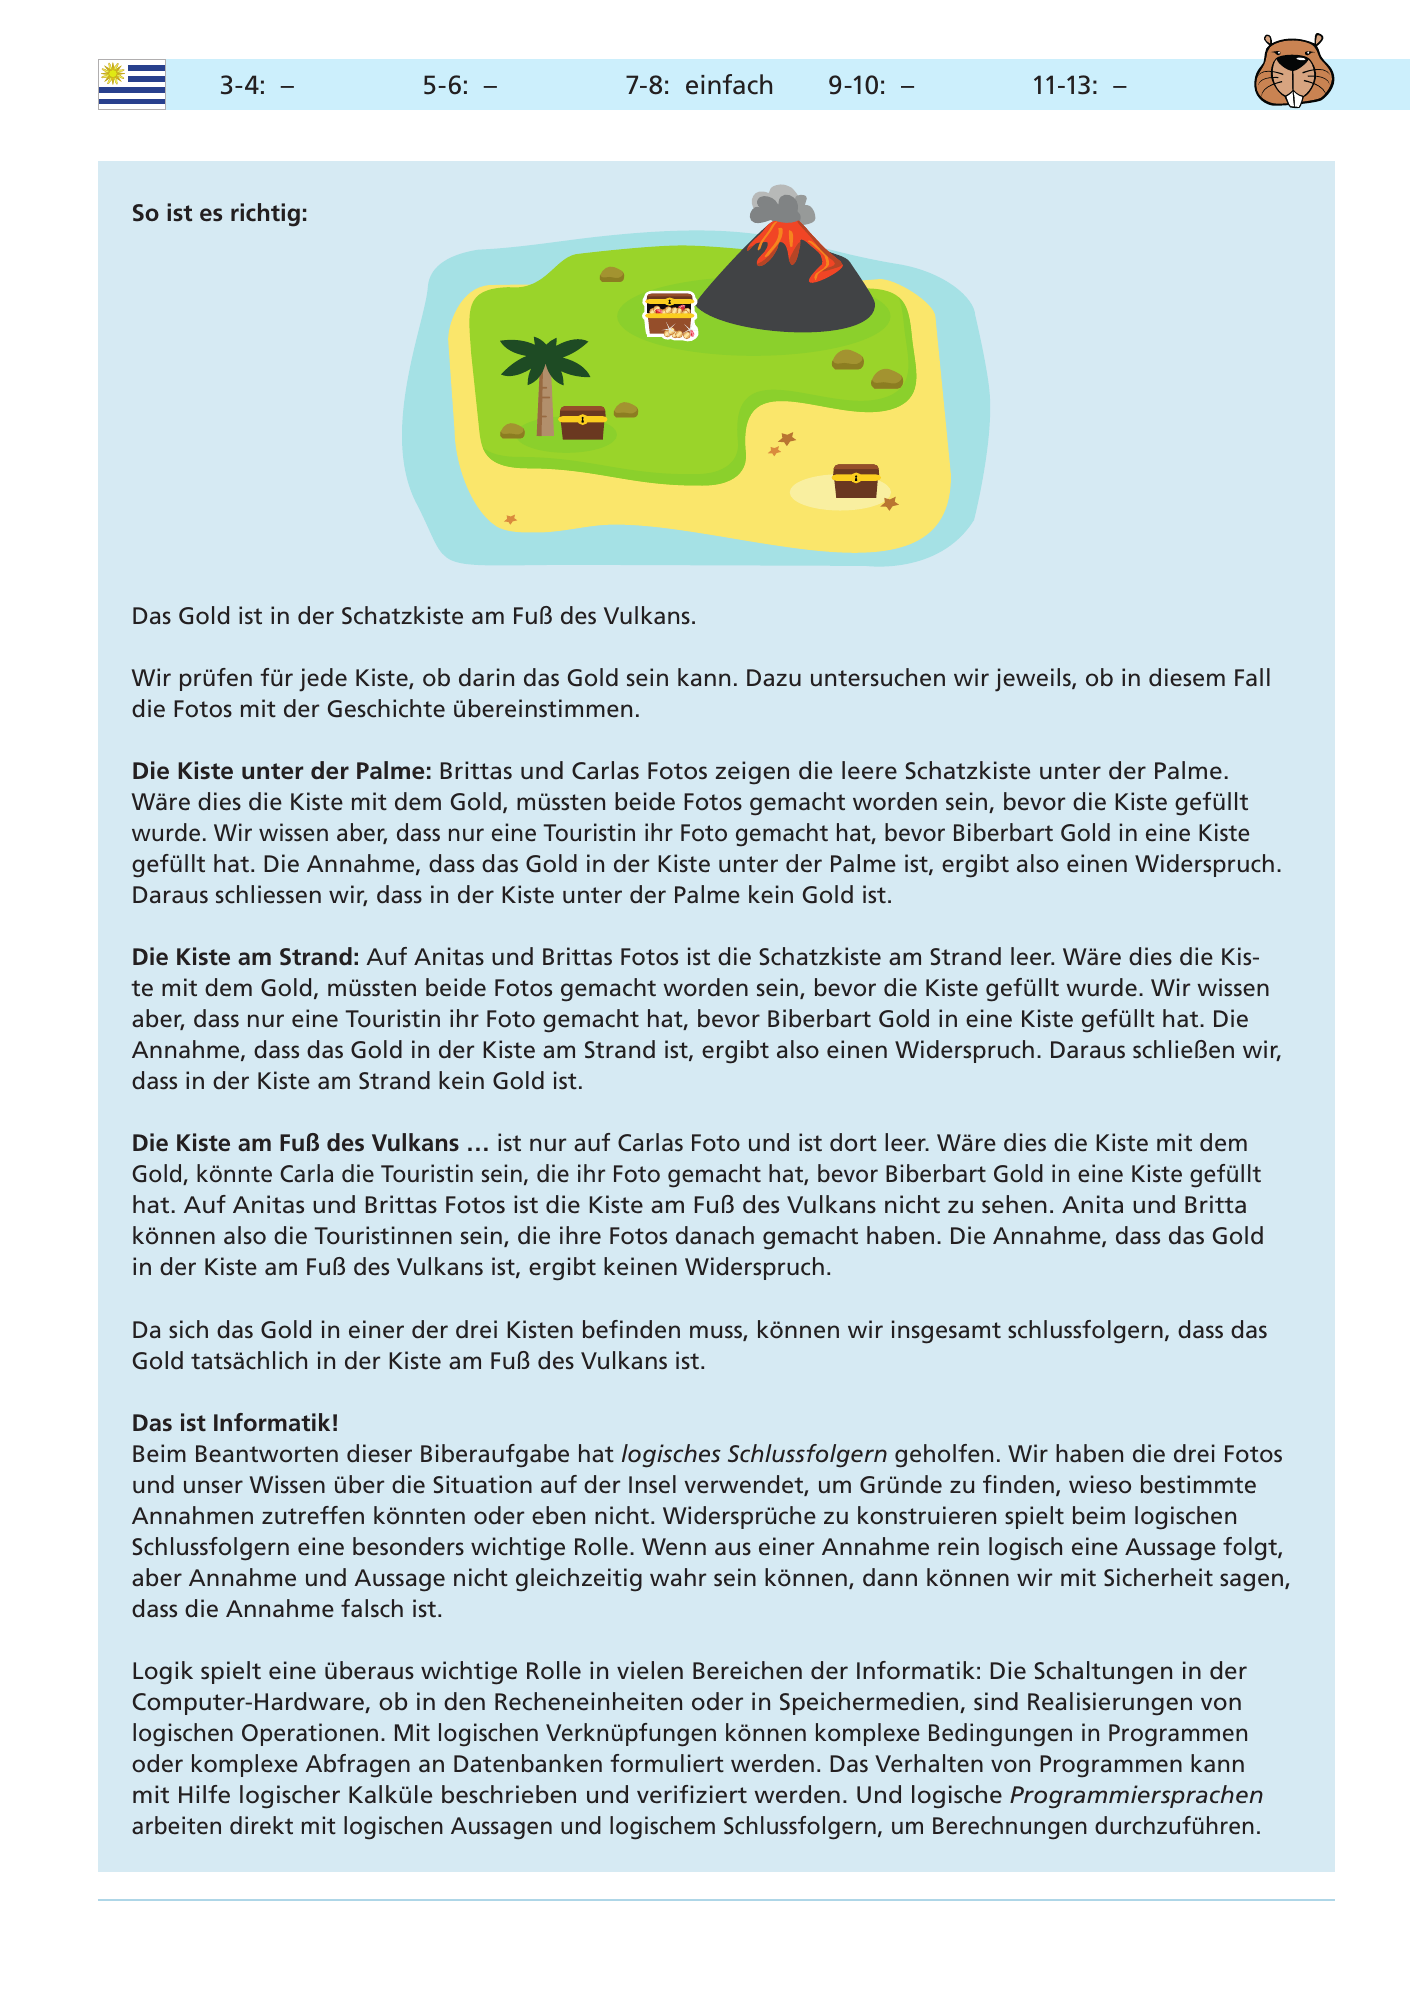 3-4: –
5-6: –
7-8: einfach
9-10: –
11-13: –
So ist es richtig:
Das Gold ist in der Schatzkiste am Fuß des Vulkans.
Wir prüfen für jede Kiste, ob darin das Gold sein kann. Dazu untersuchen wir jeweils, ob in diesem Fall
die Fotos mit der Geschichte übereinstimmen.
Die Kiste unter der Palme: Brittas und Carlas Fotos zeigen die leere Schatzkiste unter der Palme.
Wäre dies die Kiste mit dem Gold, müssten beide Fotos gemacht worden sein, bevor die Kiste gefüllt
wurde. Wir wissen aber, dass nur eine Touristin ihr Foto gemacht hat, bevor Biberbart Gold in eine Kiste
gefüllt hat. Die Annahme, dass das Gold in der Kiste unter der Palme ist, ergibt also einen Widerspruch.
Daraus schliessen wir, dass in der Kiste unter der Palme kein Gold ist.
Die Kiste am Strand: Auf Anitas und Brittas Fotos ist die Schatzkiste am Strand leer. Wäre dies die Kis-
te mit dem Gold, müssten beide Fotos gemacht worden sein, bevor die Kiste gefüllt wurde. Wir wissen
aber, dass nur eine Touristin ihr Foto gemacht hat, bevor Biberbart Gold in eine Kiste gefüllt hat. Die
Annahme, dass das Gold in der Kiste am Strand ist, ergibt also einen Widerspruch. Daraus schließen wir,
dass in der Kiste am Strand kein Gold ist.
Die Kiste am Fuß des Vulkans … ist nur auf Carlas Foto und ist dort leer. Wäre dies die Kiste mit dem
Gold, könnte Carla die Touristin sein, die ihr Foto gemacht hat, bevor Biberbart Gold in eine Kiste gefüllt
hat. Auf Anitas und Brittas Fotos ist die Kiste am Fuß des Vulkans nicht zu sehen. Anita und Britta
können also die Touristinnen sein, die ihre Fotos danach gemacht haben. Die Annahme, dass das Gold
in der Kiste am Fuß des Vulkans ist, ergibt keinen Widerspruch.
Da sich das Gold in einer der drei Kisten befinden muss, können wir insgesamt schlussfolgern, dass das
Gold tatsächlich in der Kiste am Fuß des Vulkans ist.
Das ist Informatik!
Beim Beantworten dieser Biberaufgabe hat logisches Schlussfolgern geholfen. Wir haben die drei Fotos
und unser Wissen über die Situation auf der Insel verwendet, um Gründe zu finden, wieso bestimmte
Annahmen zutreffen könnten oder eben nicht. Widersprüche zu konstruieren spielt beim logischen
Schlussfolgern eine besonders wichtige Rolle. Wenn aus einer Annahme rein logisch eine Aussage folgt,
aber Annahme und Aussage nicht gleichzeitig wahr sein können, dann können wir mit Sicherheit sagen,
dass die Annahme falsch ist.
Logik spielt eine überaus wichtige Rolle in vielen Bereichen der Informatik: Die Schaltungen in der
Computer-Hardware, ob in den Recheneinheiten oder in Speichermedien, sind Realisierungen von
logischen Operationen. Mit logischen Verknüpfungen können komplexe Bedingungen in Programmen
oder komplexe Abfragen an Datenbanken formuliert werden. Das Verhalten von Programmen kann
mit Hilfe logischer Kalküle beschrieben und verifiziert werden. Und logische Programmiersprachen
arbeiten direkt mit logischen Aussagen und logischem Schlussfolgern, um Berechnungen durchzuführen.